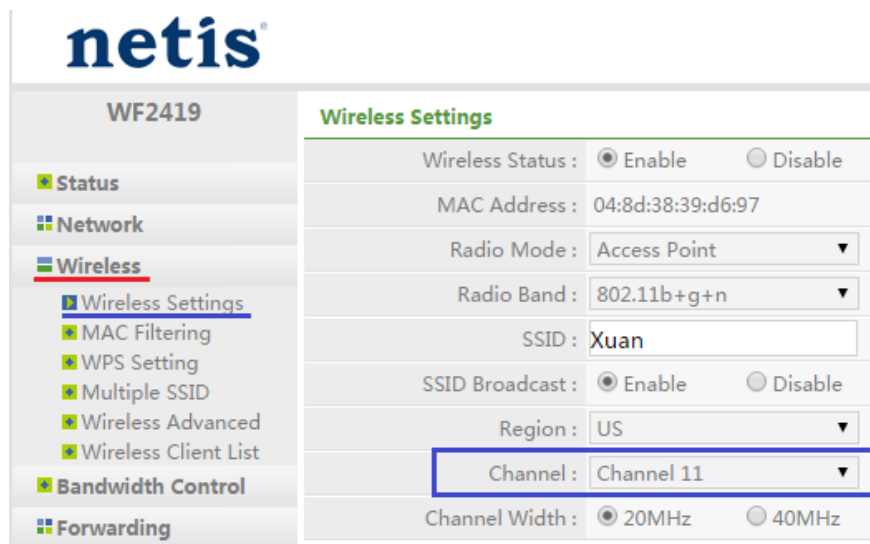 netis
WF2419
Status
Network
Wireless
Wireless Settings
MAC Filtering
WPS Setting
Multiple SSID
Wireless Advanced
Wireless Client List
Bandwidth Control
Forwarding
Wireless Settings
Wireless Status : Enable Disable
MAC Address : 04:8d:38:39:d6:97
Radio Mode : Access Point
Radio Band : 802.11b+g+n
SSID : Xuan
SSID Broadcast : Enable Disable
Region : US
Channel : Channel 11
Channel Width : 20MHz 40MHz